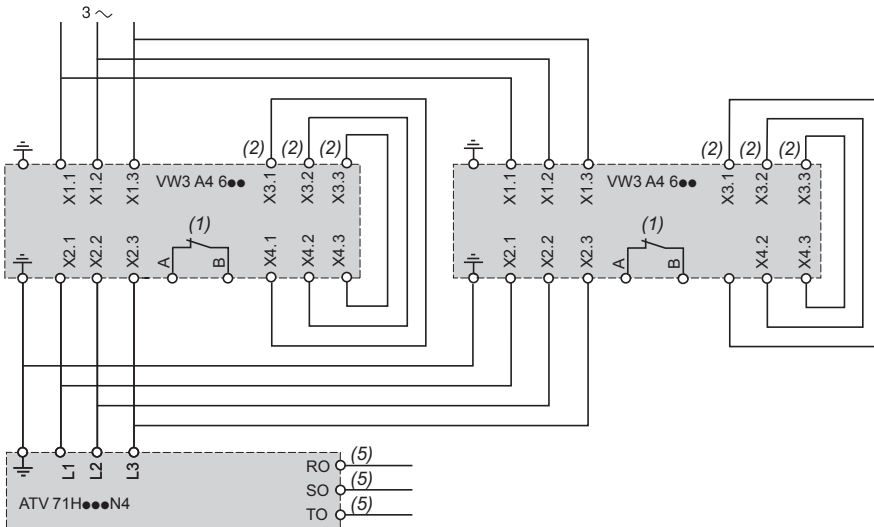 3 ~
(2) (2) (2)
(2) (2) (2)
X1.1 X1.2 X1.3 VW3 A4 6●● X3.1 X3.2 X3.3
X1.1 X1.2 X1.3 VW3 A4 6●● X3.1 X3.2 X3.3
(1)
(1)
X2.1 X2.2 X2.3 A B X4.1 X4.2 X4.3
X2.1 X2.2 X2.3 A B X4.2 X4.3
L1 L2 L3
RO (5)
SO (5)
ATV 71H●●●N4
TO (5)